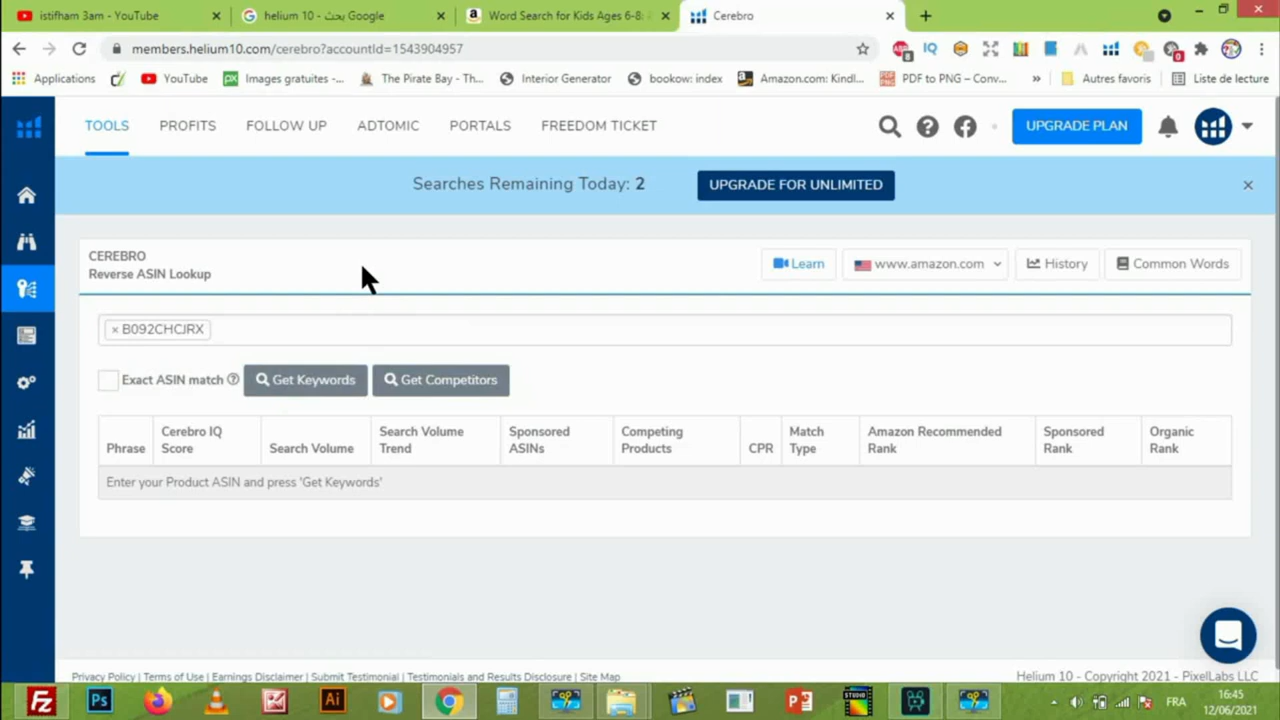 istifham 3am - YouTube
helium 10 - بحث Google
Word Search for Kids Ages 6-8:
Cerebro
members.helium10.com/cerebro?accountId=1543904957
Applications
YouTube
Images gratuites -...
The Pirate Bay - Th...
Interior Generator
bookow: index
Amazon.com: Kindl...
PDF to PNG – Conv...
»
Autres favoris
Liste de lecture
TOOLS
PROFITS
FOLLOW UP
ADTOMIC
PORTALS
FREEDOM TICKET
UPGRADE PLAN
Searches Remaining Today: 2
UPGRADE FOR UNLIMITED
CEREBRO
Reverse ASIN Lookup
Learn
www.amazon.com
History
Common Words
× B092CHCJRX
Exact ASIN match
Get Keywords
Get Competitors
Phrase
Cerebro IQ
Score
Search Volume
Search Volume
Trend
Sponsored
ASINs
Competing
Products
CPR
Match
Type
Amazon Recommended
Rank
Sponsored
Rank
Organic
Rank
Enter your Product ASIN and press 'Get Keywords'
Privacy Policy | Terms of Use | Earnings Disclaimer | Submit Testimonial | Testimonials and Results Disclosure | Site Map
Helium 10 - Copyright 2021 - PixelLabs LLC
FRA
16:45
12/06/2021